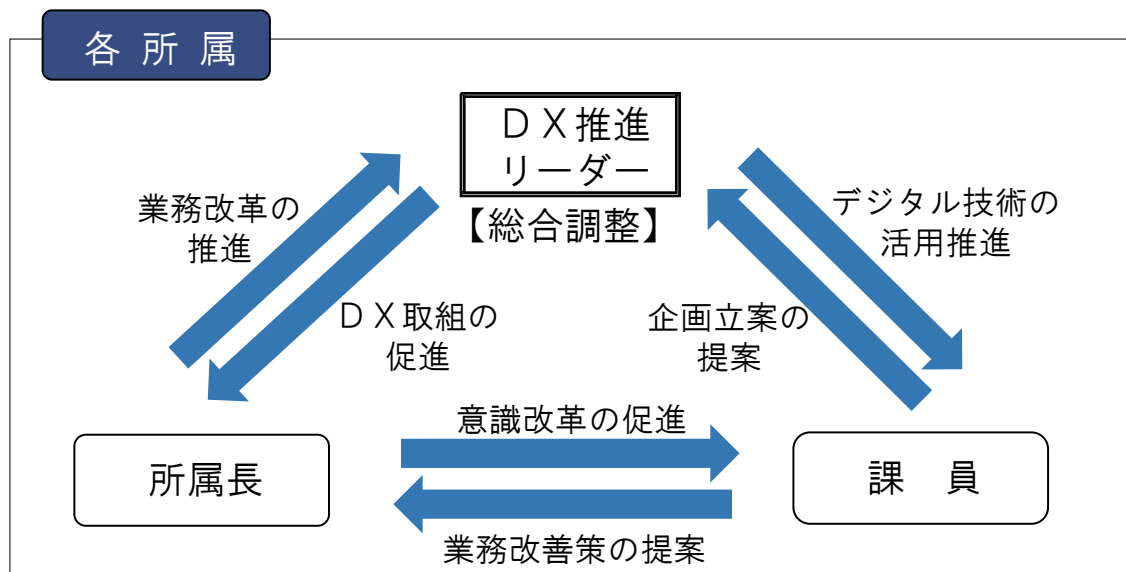 各 所 属
ＤＸ推進
リーダー
【総合調整】
業務改革の
推進
デジタル技術の
活用推進
ＤＸ取組の
促進
企画立案の
提案
意識改革の促進
所属長
課　員
業務改善策の提案